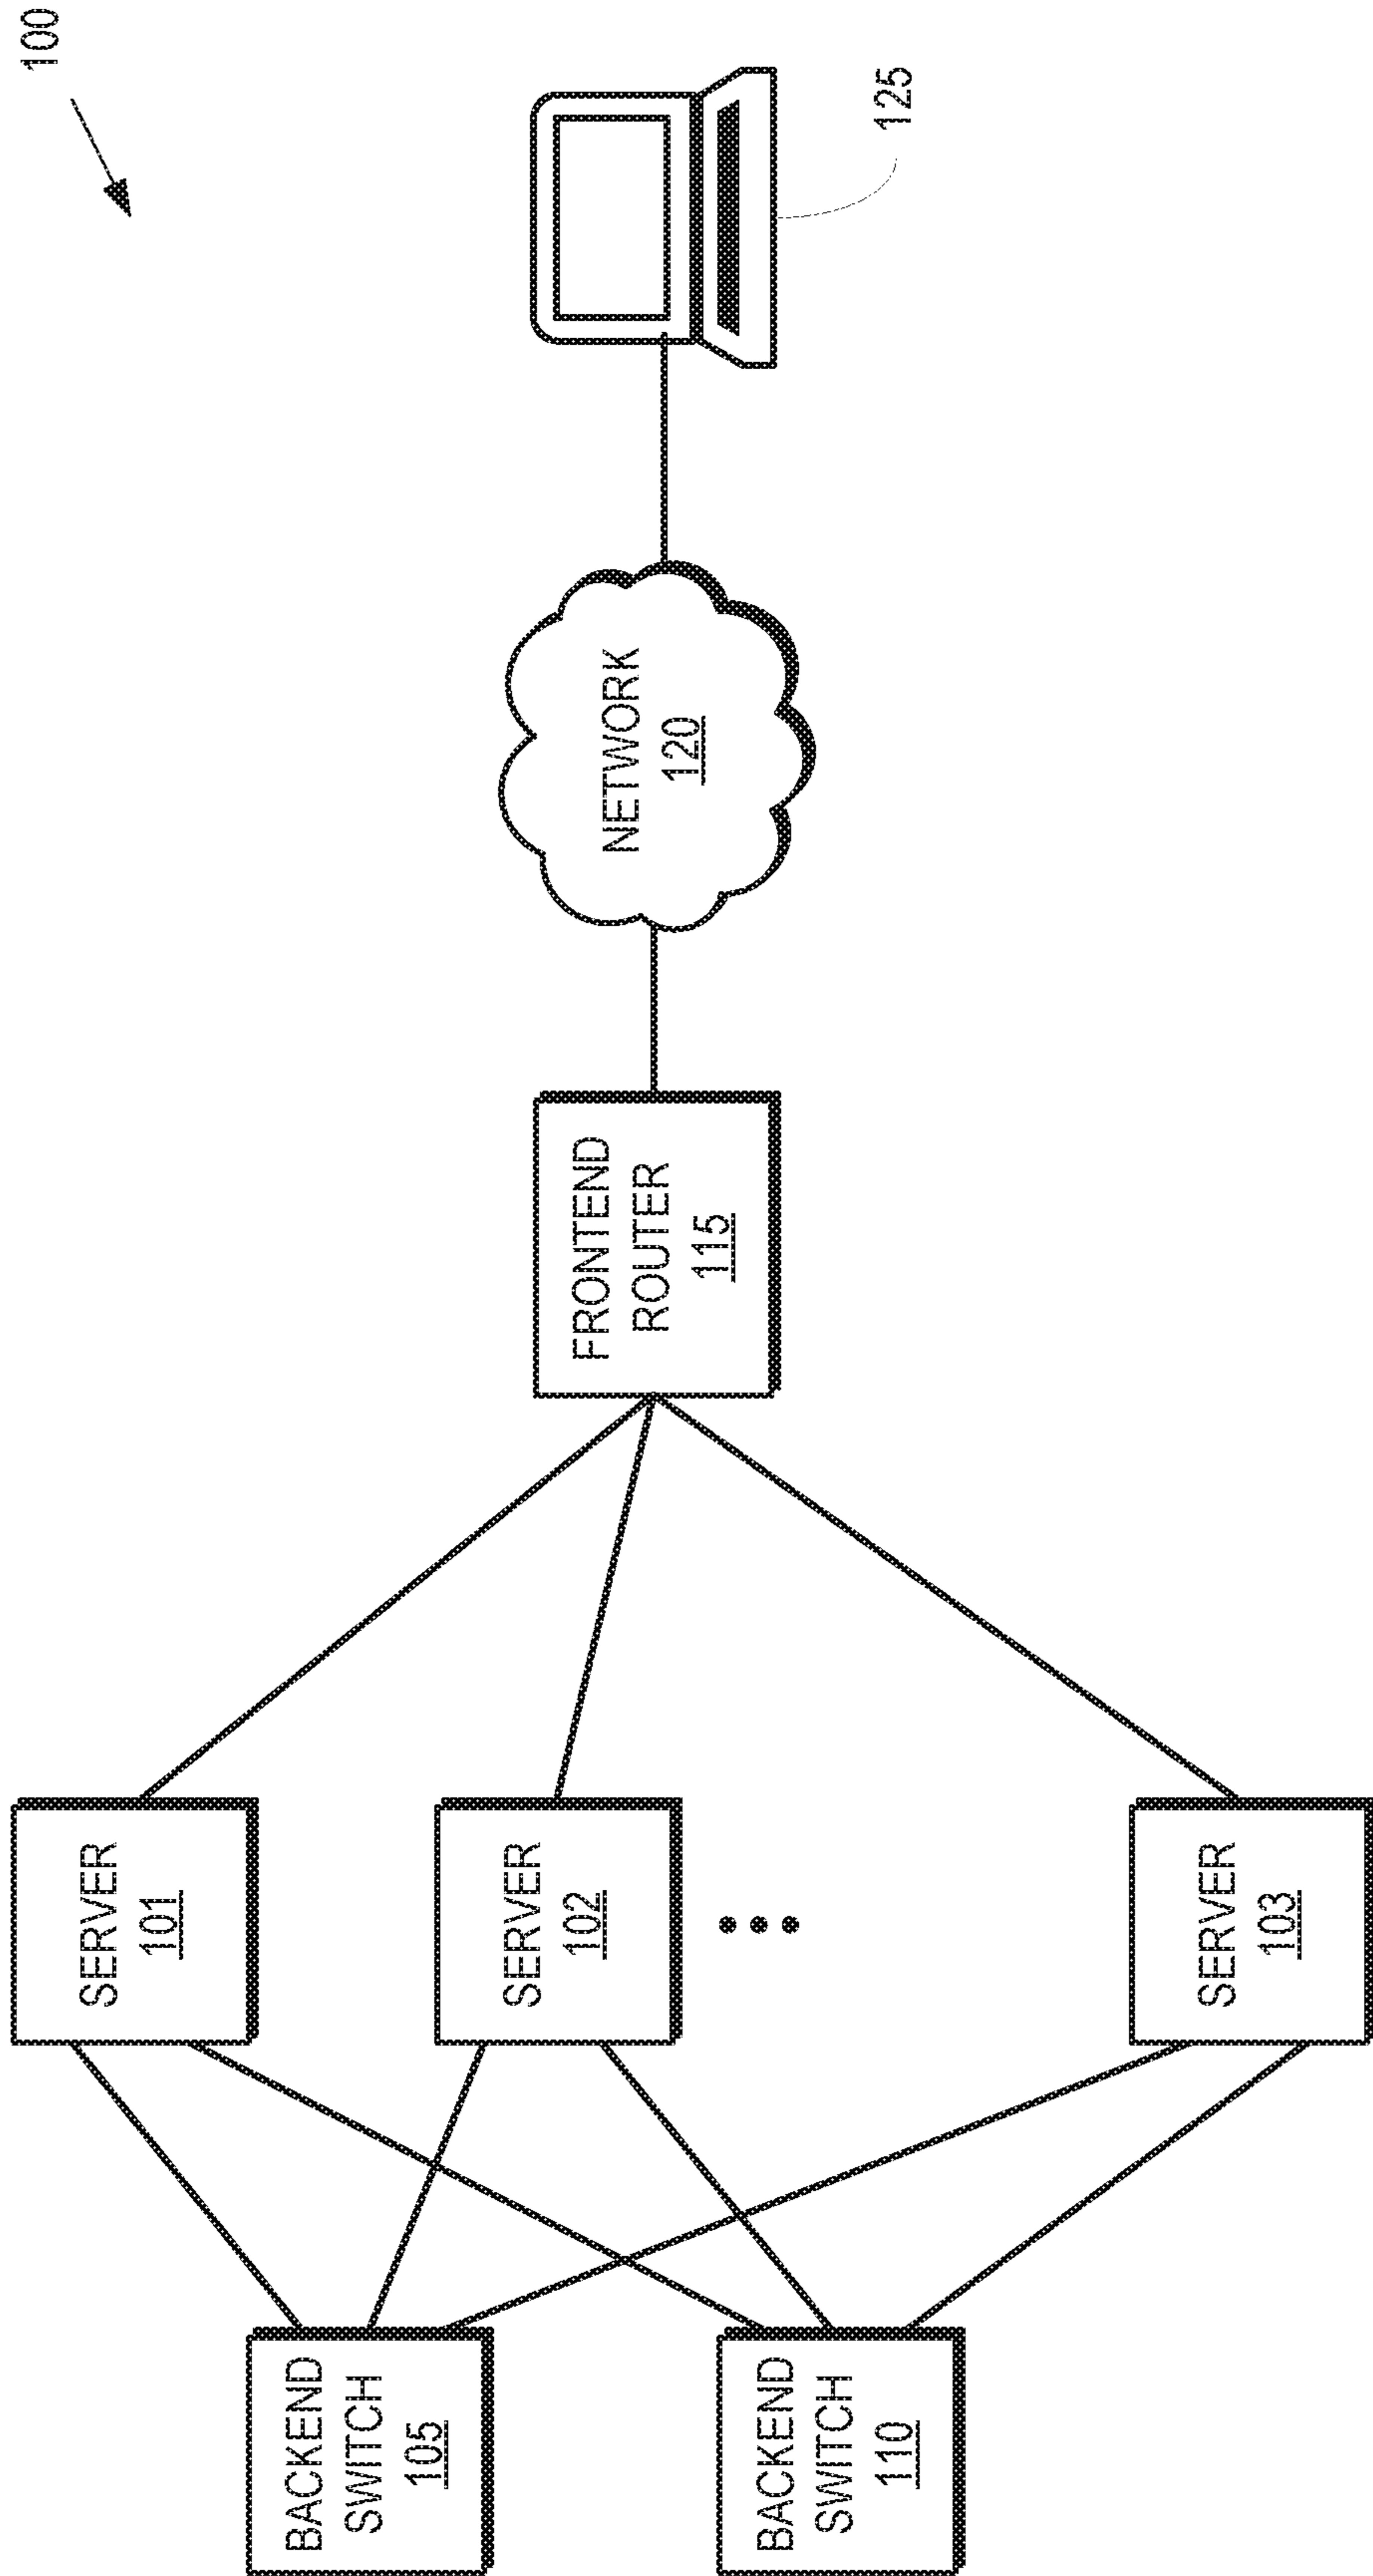 100
BACKEND
SWITCH
105
BACKEND
SWITCH
110
SERVER
101
SERVER
102
SERVER
103
FRONTEND
ROUTER
115
NETWORK
120
125